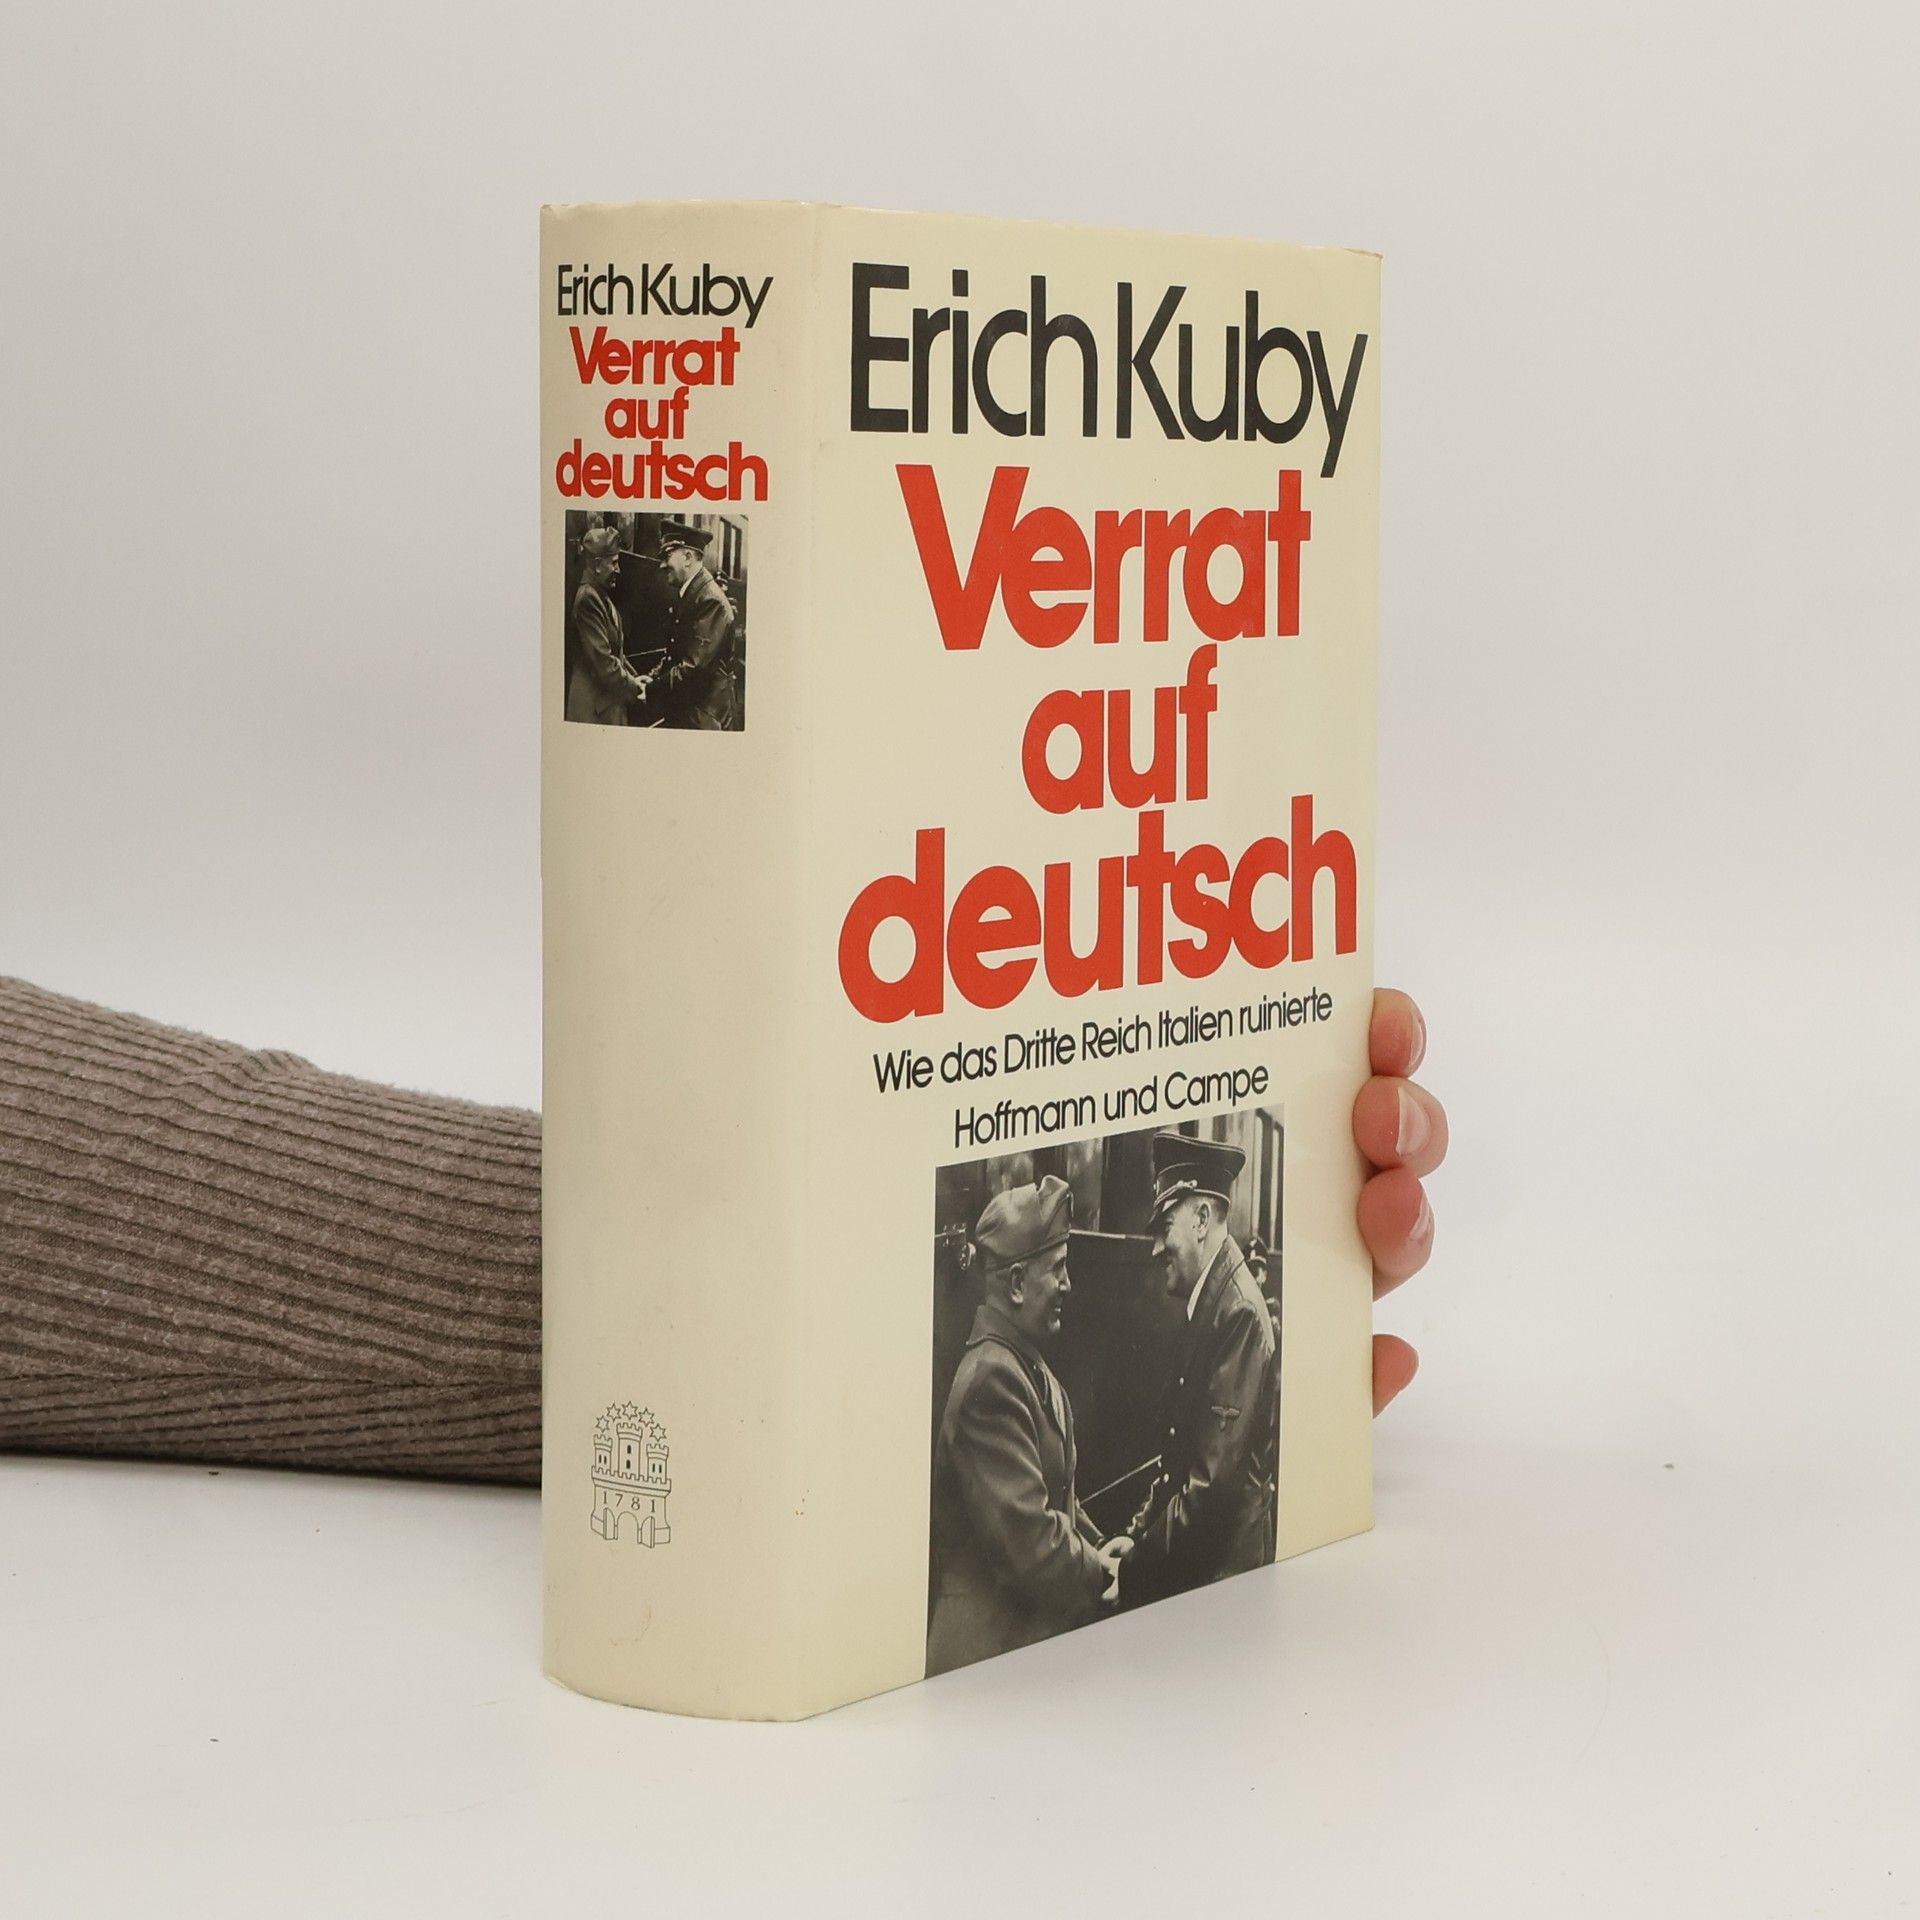 Erich Kuby
Verrat
auf
deutsch
1781
Erich Kuby
Verrat
auf
deutsch
Wie das Dritte Reich Italien ruinierte
Hoffmann und Campe